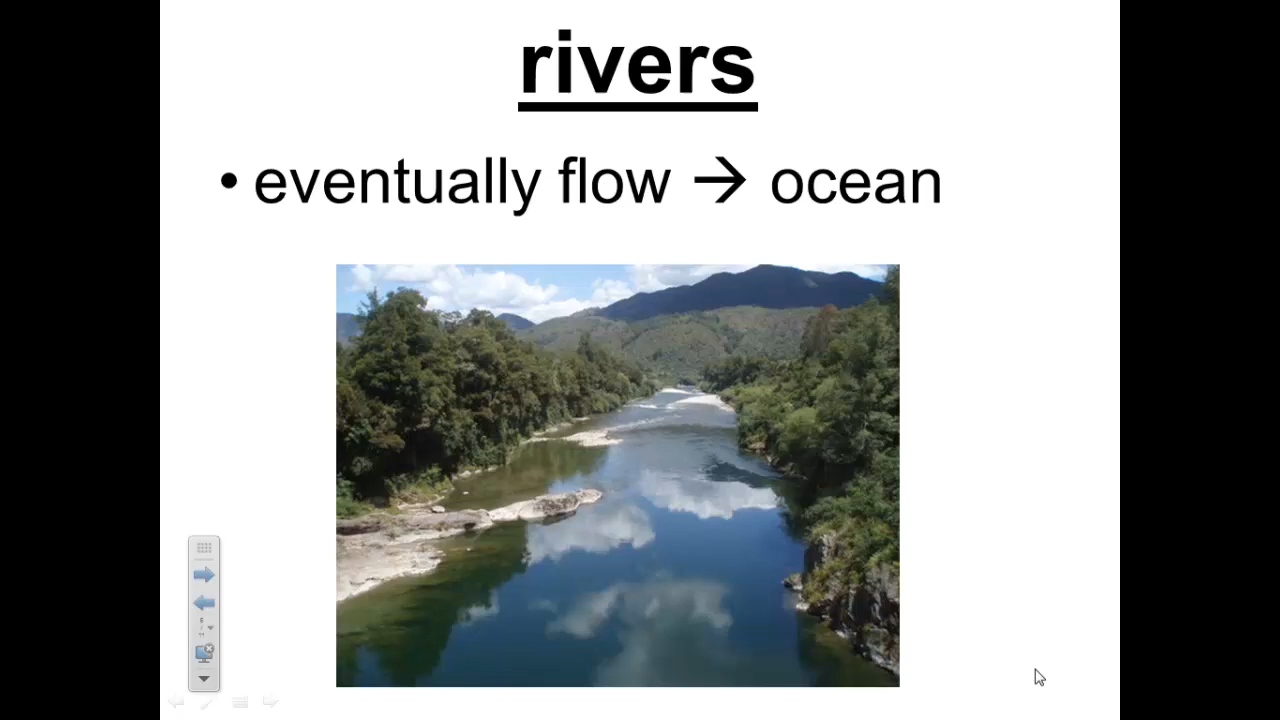 rivers
• eventually flow → ocean